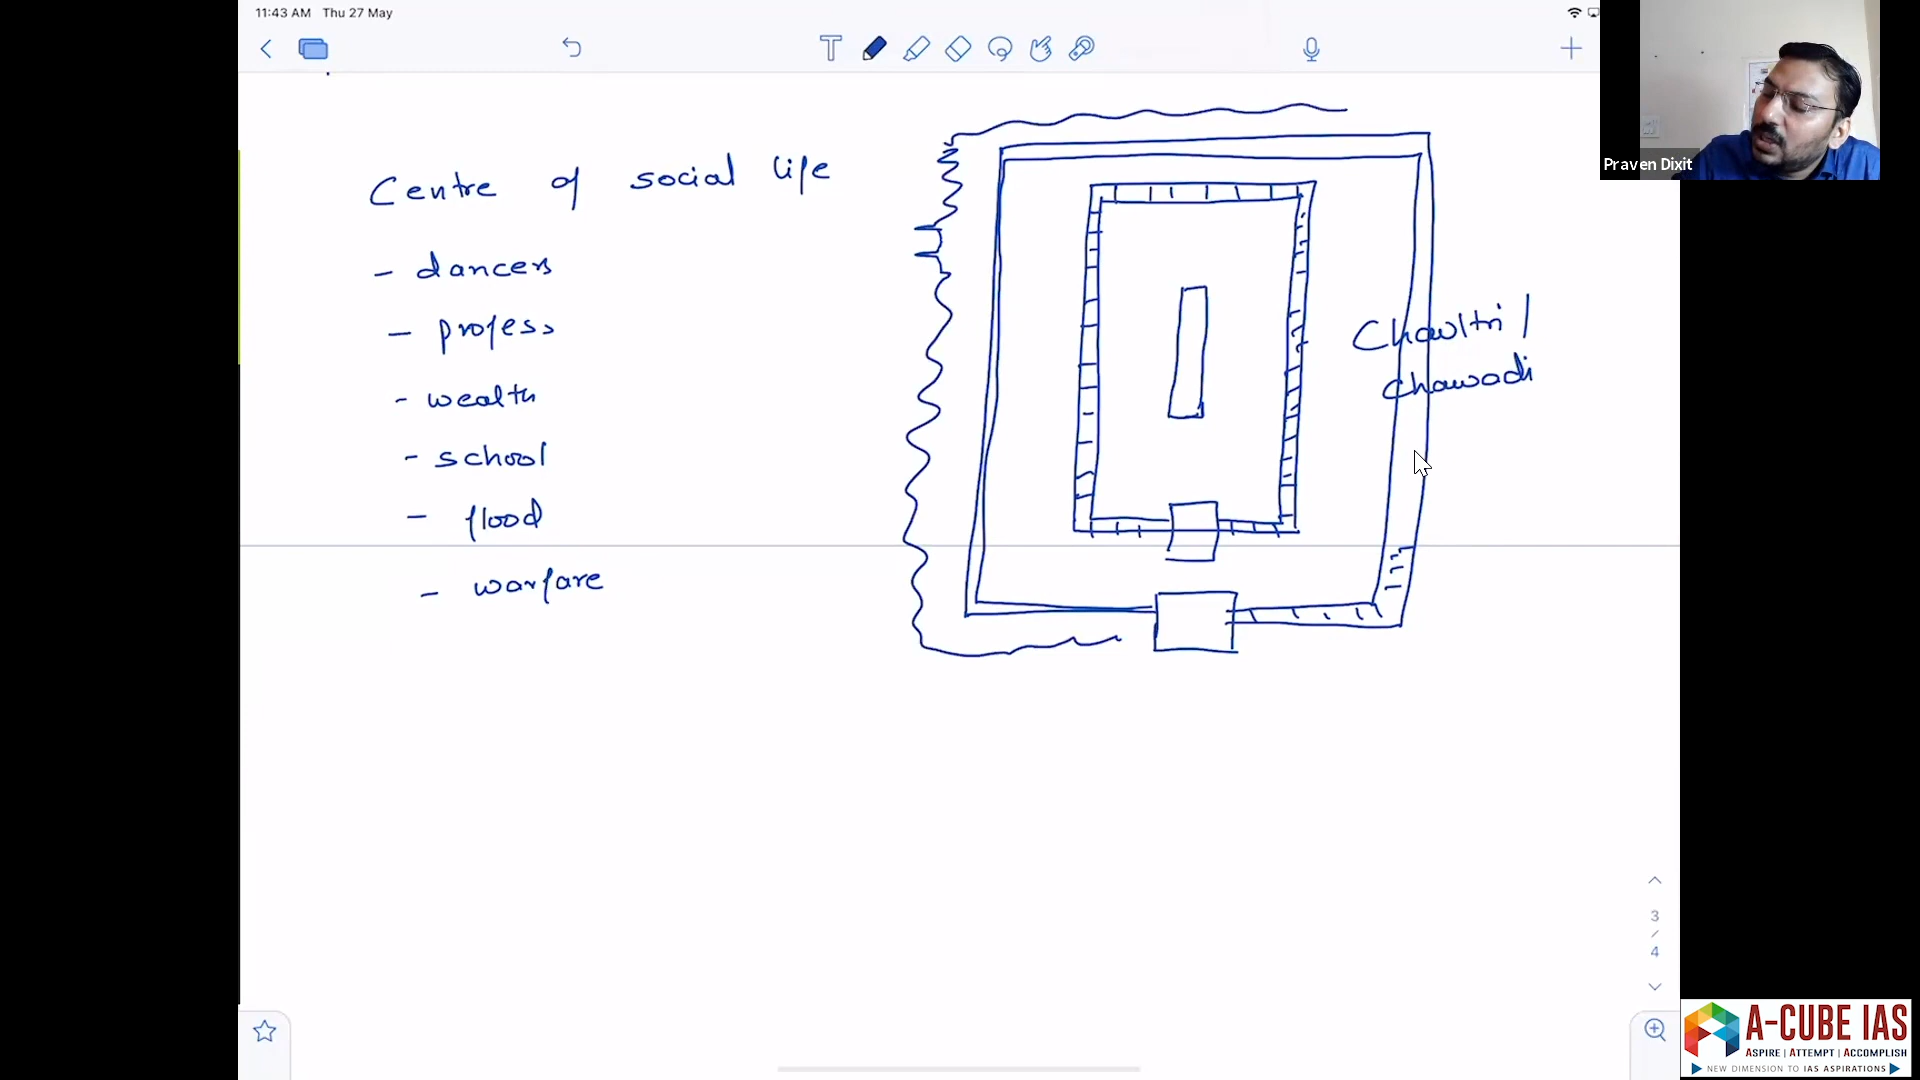 11:43 AM Thu 27 May
Praven Dixit
Centre of social life
- dancers
- profess
- wealth
- school
- flood
- warfare
Chawltri /
Chawadi
3
/
4
A-CUBE IAS
ASPIRE | ATTEMPT | ACCOMPLISH
NEW DIMENSION TO IAS ASPIRATIONS